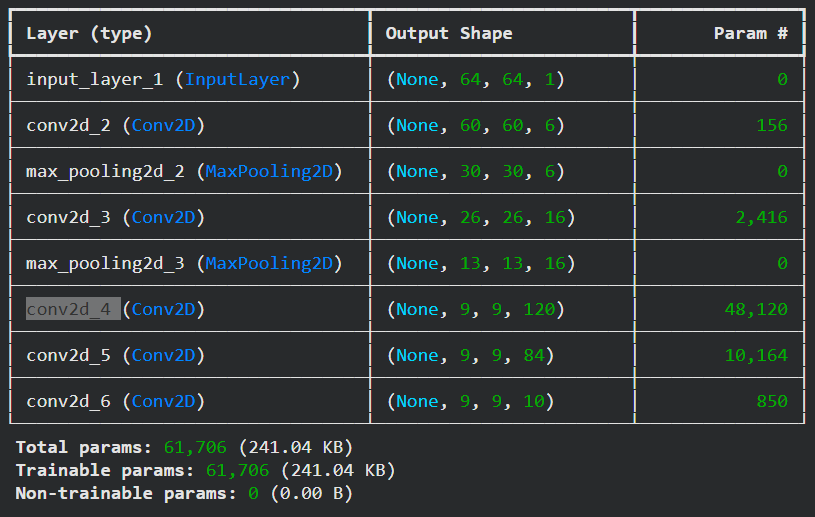 Layer (type) Output Shape Param #
input_layer_1 (InputLayer) (None, 64, 64, 1) 0
conv2d_2 (Conv2D) (None, 60, 60, 6) 156
max_pooling2d_2 (MaxPooling2D) (None, 30, 30, 6) 0
conv2d_3 (Conv2D) (None, 26, 26, 16) 2,416
max_pooling2d_3 (MaxPooling2D) (None, 13, 13, 16) 0
conv2d_4 (Conv2D) (None, 9, 9, 120) 48,120
conv2d_5 (Conv2D) (None, 9, 9, 84) 10,164
conv2d_6 (Conv2D) (None, 9, 9, 10) 850
Total params: 61,706 (241.04 KB)
Trainable params: 61,706 (241.04 KB)
Non-trainable params: 0 (0.00 B)